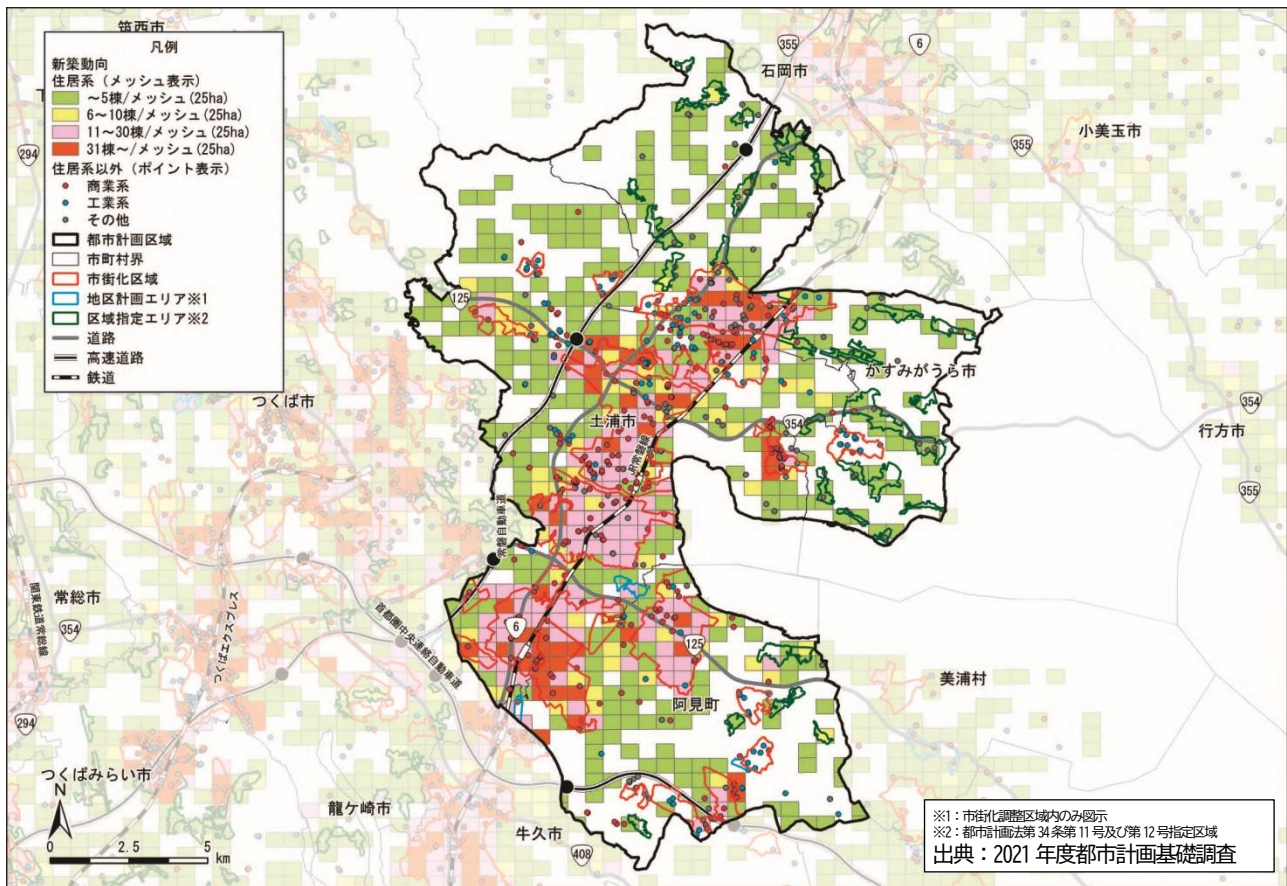 筑西市
凡例
新築動向
住居系（メッシュ表示）
～5棟/メッシュ(25ha)
6～10棟/メッシュ(25ha)
11～30棟/メッシュ(25ha)
31棟～/メッシュ(25ha)
住居系以外（ポイント表示）
商業系
工業系
その他
都市計画区域
市町村界
市街化区域
地区計画エリア※1
区域指定エリア※2
道路
高速道路
鉄道
355
6
石岡市
小美玉市
294
355
125
かすみがうら市
つくば市
土浦市
354
354
行方市
JR常磐線
355
常磐自動車道
常総市
354
関東鉄道常総線
つくばエクスプレス
首都圏中央連絡自動車道
6
125
美浦村
阿見町
294
つくばみらい市
龍ケ崎市
牛久市
408
N
0 2.5 5
km
※1：市街化調整区域内のみ図示
※2：都市計画法第34条第11号及び第12号指定区域
出典：2021年度都市計画基礎調査